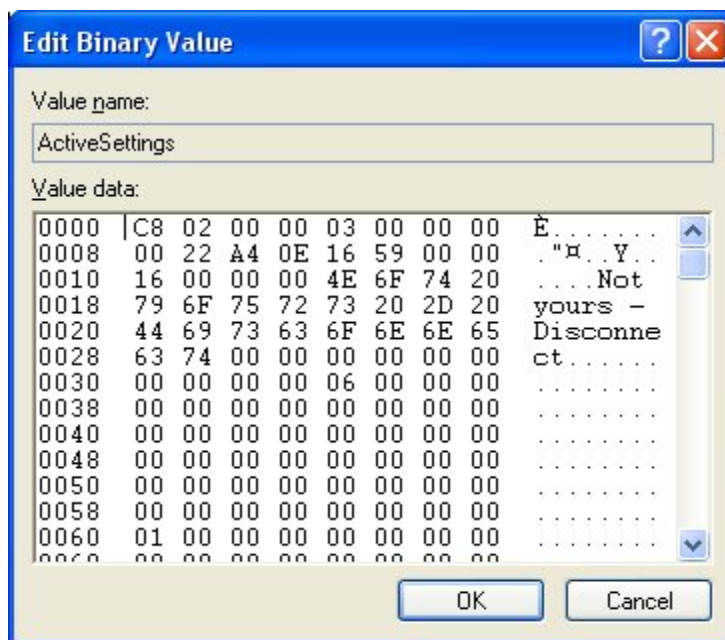 Edit Binary Value
Value name:
ActiveSettings
Value data:
0000 C8 02 00 00 03 00 00 00 È.......
0008 00 22 A4 0E 16 59 00 00 ."¤..Y..
0010 16 00 00 00 4E 6F 74 20 ....Not
0018 79 6F 75 72 73 20 2D 20 yours -
0020 44 69 73 63 6F 6E 6E 65 Disconne
0028 63 74 00 00 00 00 00 00 ct......
0030 00 00 00 00 06 00 00 00 ........
0038 00 00 00 00 00 00 00 00 ........
0040 00 00 00 00 00 00 00 00 ........
0048 00 00 00 00 00 00 00 00 ........
0050 00 00 00 00 00 00 00 00 ........
0058 00 00 00 00 00 00 00 00 ........
0060 01 00 00 00 00 00 00 00 ........
OK Cancel